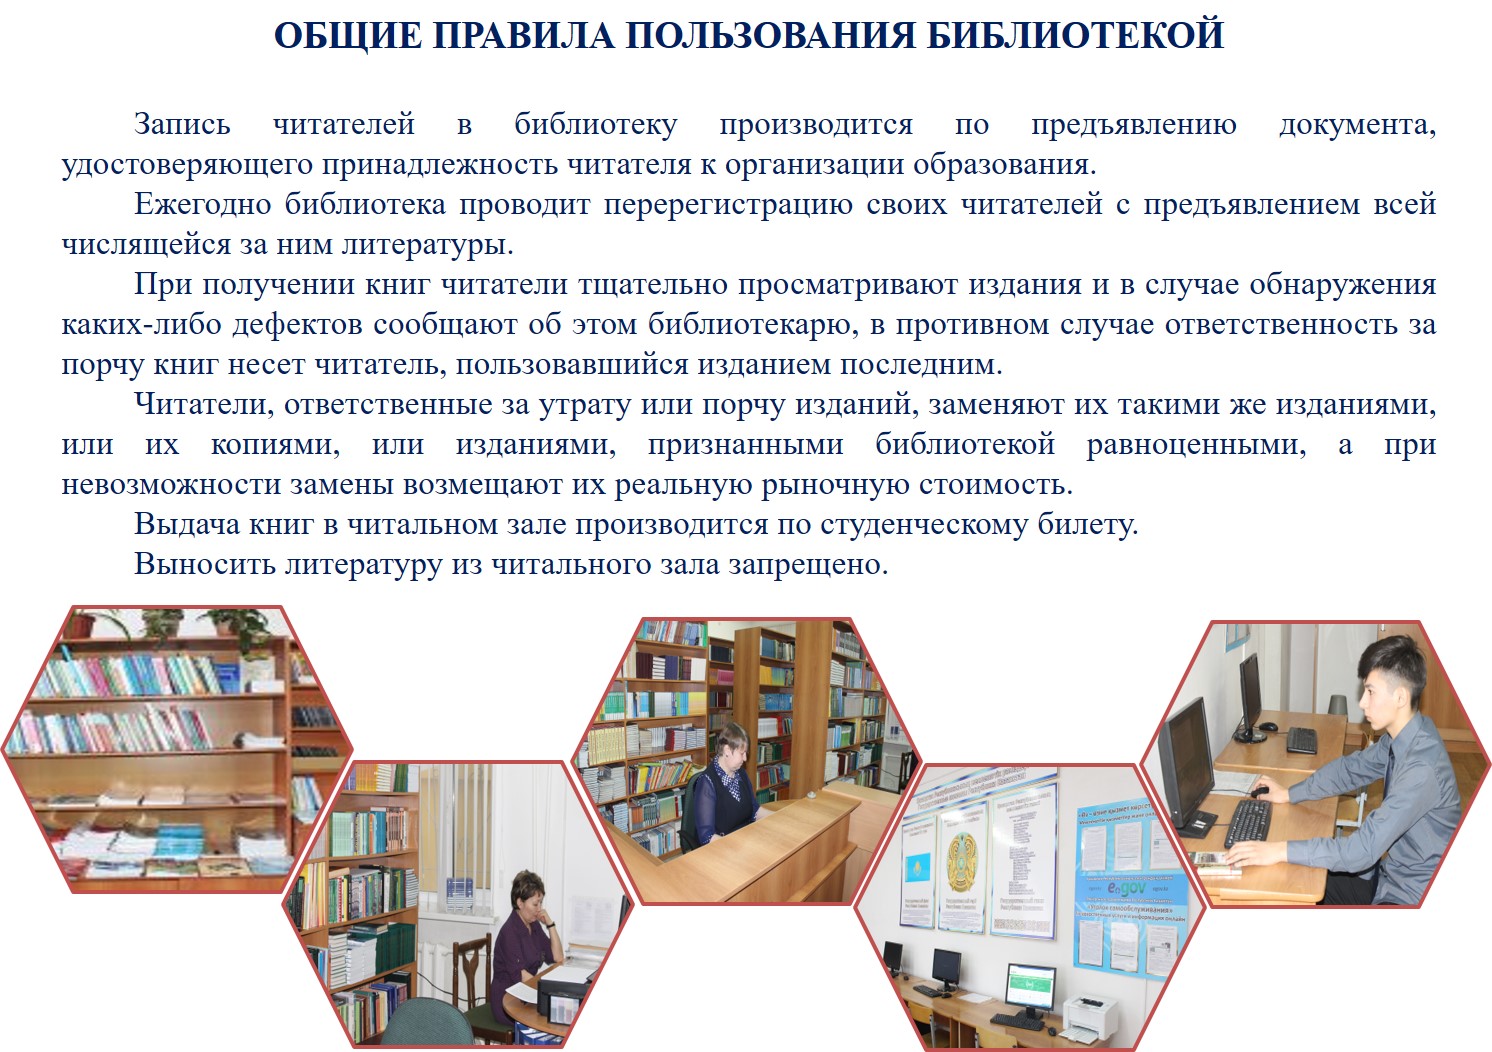 ОБЩИЕ ПРАВИЛА ПОЛЬЗОВАНИЯ БИБЛИОТЕКОЙ
Запись читателей в библиотеку производится по предъявлению документа,
удостоверяющего принадлежность читателя к организации образования.
Ежегодно библиотека проводит перерегистрацию своих читателей с предъявлением всей
числящейся за ним литературы.
При получении книг читатели тщательно просматривают издания и в случае обнаружения
каких-либо дефектов сообщают об этом библиотекарю, в противном случае ответственность за
порчу книг несет читатель, пользовавшийся изданием последним.
Читатели, ответственные за утрату или порчу изданий, заменяют их такими же изданиями,
или их копиями, или изданиями, признанными библиотекой равноценными, а при
невозможности замены возмещают их реальную рыночную стоимость.
Выдача книг в читальном зале производится по студенческому билету.
Выносить литературу из читального зала запрещено.
egov
«Уголок самообслуживания»